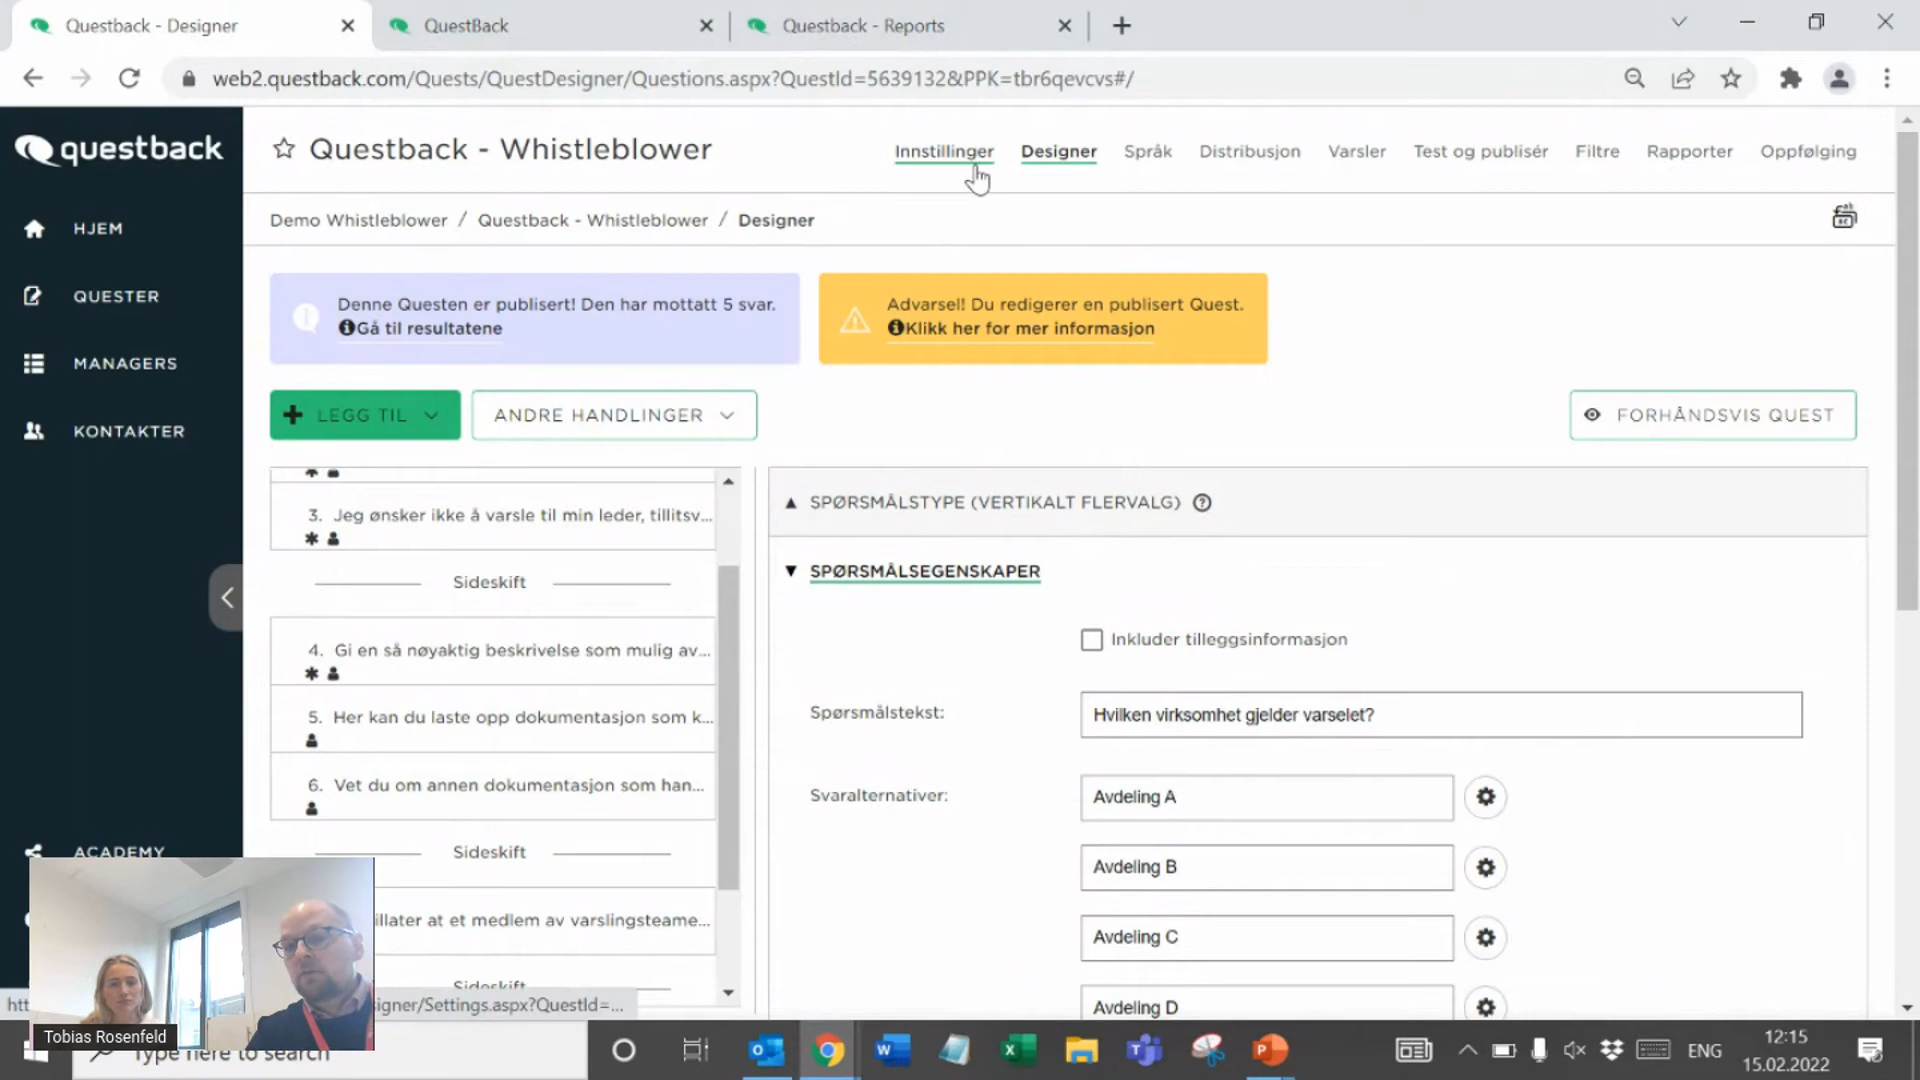 Questback - Designer
QuestBack
Questback - Reports
web2.questback.com/Quests/QuestDesigner/Questions.aspx?QuestId=5639132&PPK=tbr6qevcvs#/
questback
Questback - Whistleblower
Innstillinger
Designer
Språk
Distribusjon
Varsler
Test og publisér
Filtre
Rapporter
Oppfølging
Demo Whistleblower / Questback - Whistleblower / Designer
HJEM
QUESTER
MANAGERS
KONTAKTER
ACADEMY
Denne Questen er publisert! Den har mottatt 5 svar.
Gå til resultatene
Advarsel! Du redigerer en publisert Quest.
Klikk her for mer informasjon
LEGG TIL
ANDRE HANDLINGER
FORHÅNDSVIS QUEST
3. Jeg ønsker ikke å varsle til min leder, tillitsv...
Sideskift
4. Gi en så nøyaktig beskrivelse som mulig av...
5. Her kan du laste opp dokumentasjon som k...
6. Vet du om annen dokumentasjon som han...
Sideskift
illater at et medlem av varslingsteame...
Sideskift
SPØRSMÅLSTYPE (VERTIKALT FLERVALG)
SPØRSMÅLSEGENSKAPER
Inkluder tilleggsinformasjon
Spørsmålstekst:
Hvilken virksomhet gjelder varselet?
Svaralternativer:
Avdeling A
Avdeling B
Avdeling C
Avdeling D
igner/Settings.aspx?QuestId=...
Tobias Rosenfeld
Type here to search
ENG
12:15
15.02.2022